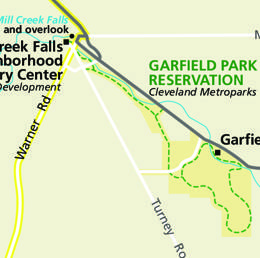 Mill Creek Falls
and overlook
reek Falls
nborhood
ry Center
Development
GARFIELD PARK
RESERVATION
Cleveland Metroparks
Warner Rd
Garfie
Turney Ro